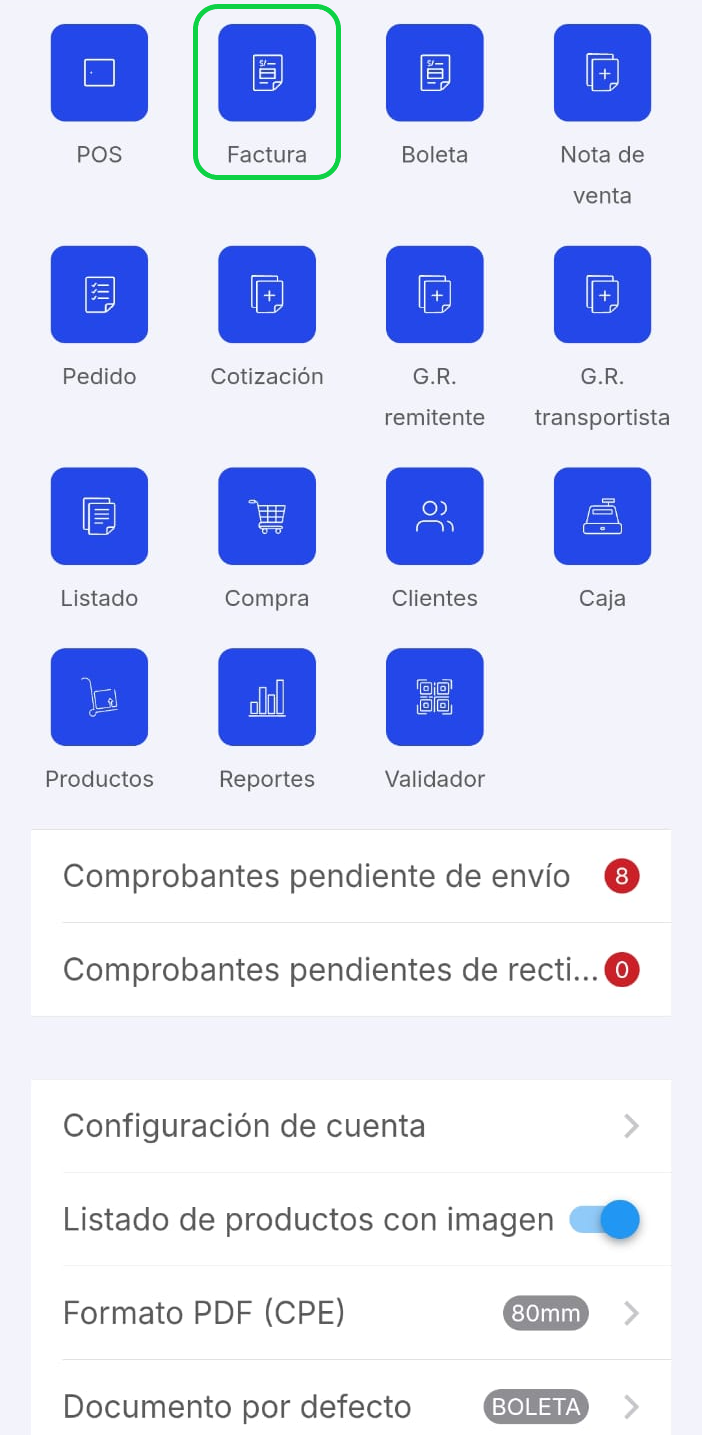 POS
Factura
Boleta
Nota de
venta
Pedido
Cotización
G.R.
remitente
G.R.
transportista
Listado
Compra
Clientes
Caja
Productos
Reportes
Validador
Comprobantes pendiente de envío 8
Comprobantes pendientes de recti... 0
Configuración de cuenta
Listado de productos con imagen
Formato PDF (CPE) 80mm
Documento por defecto BOLETA